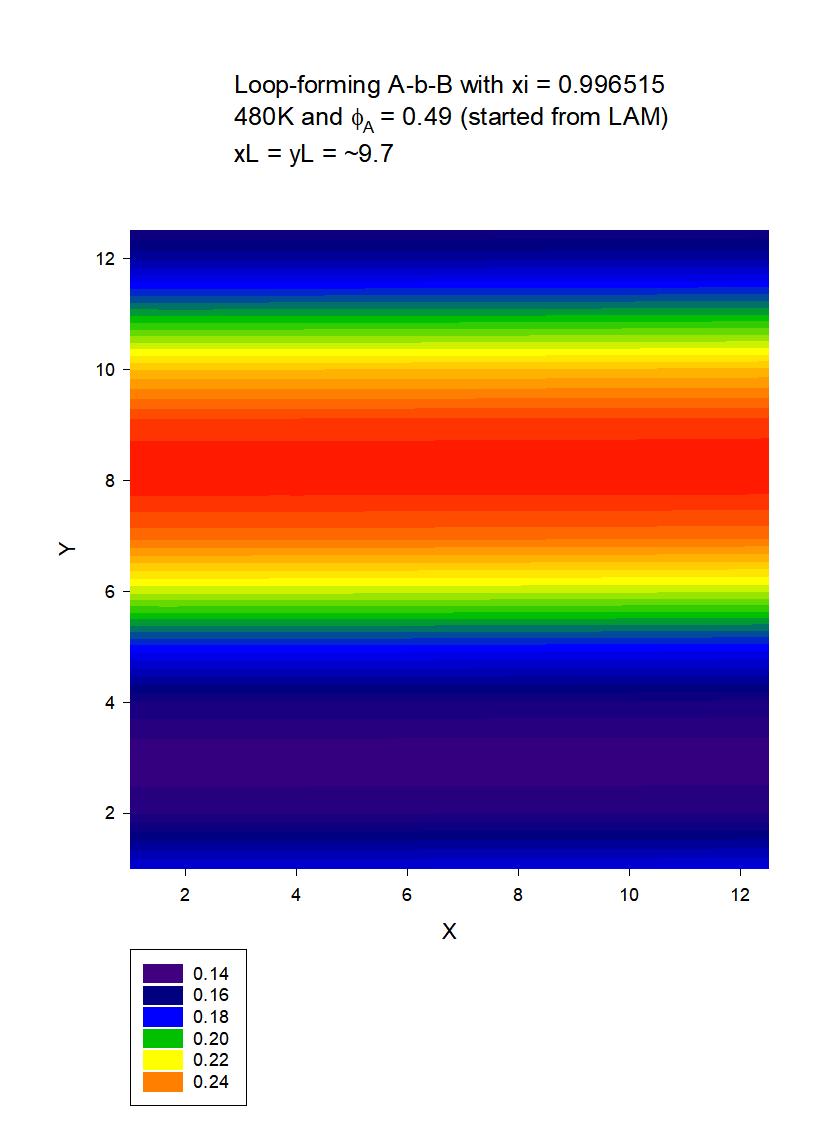 Loop-forming A-b-B with xi = 0.996515
480K and ϕA = 0.49 (started from LAM)
xL = yL = ~9.7
12
10
8
6
4
2
Y
2 4 6 8 10 12
X
0.14
0.16
0.18
0.20
0.22
0.24